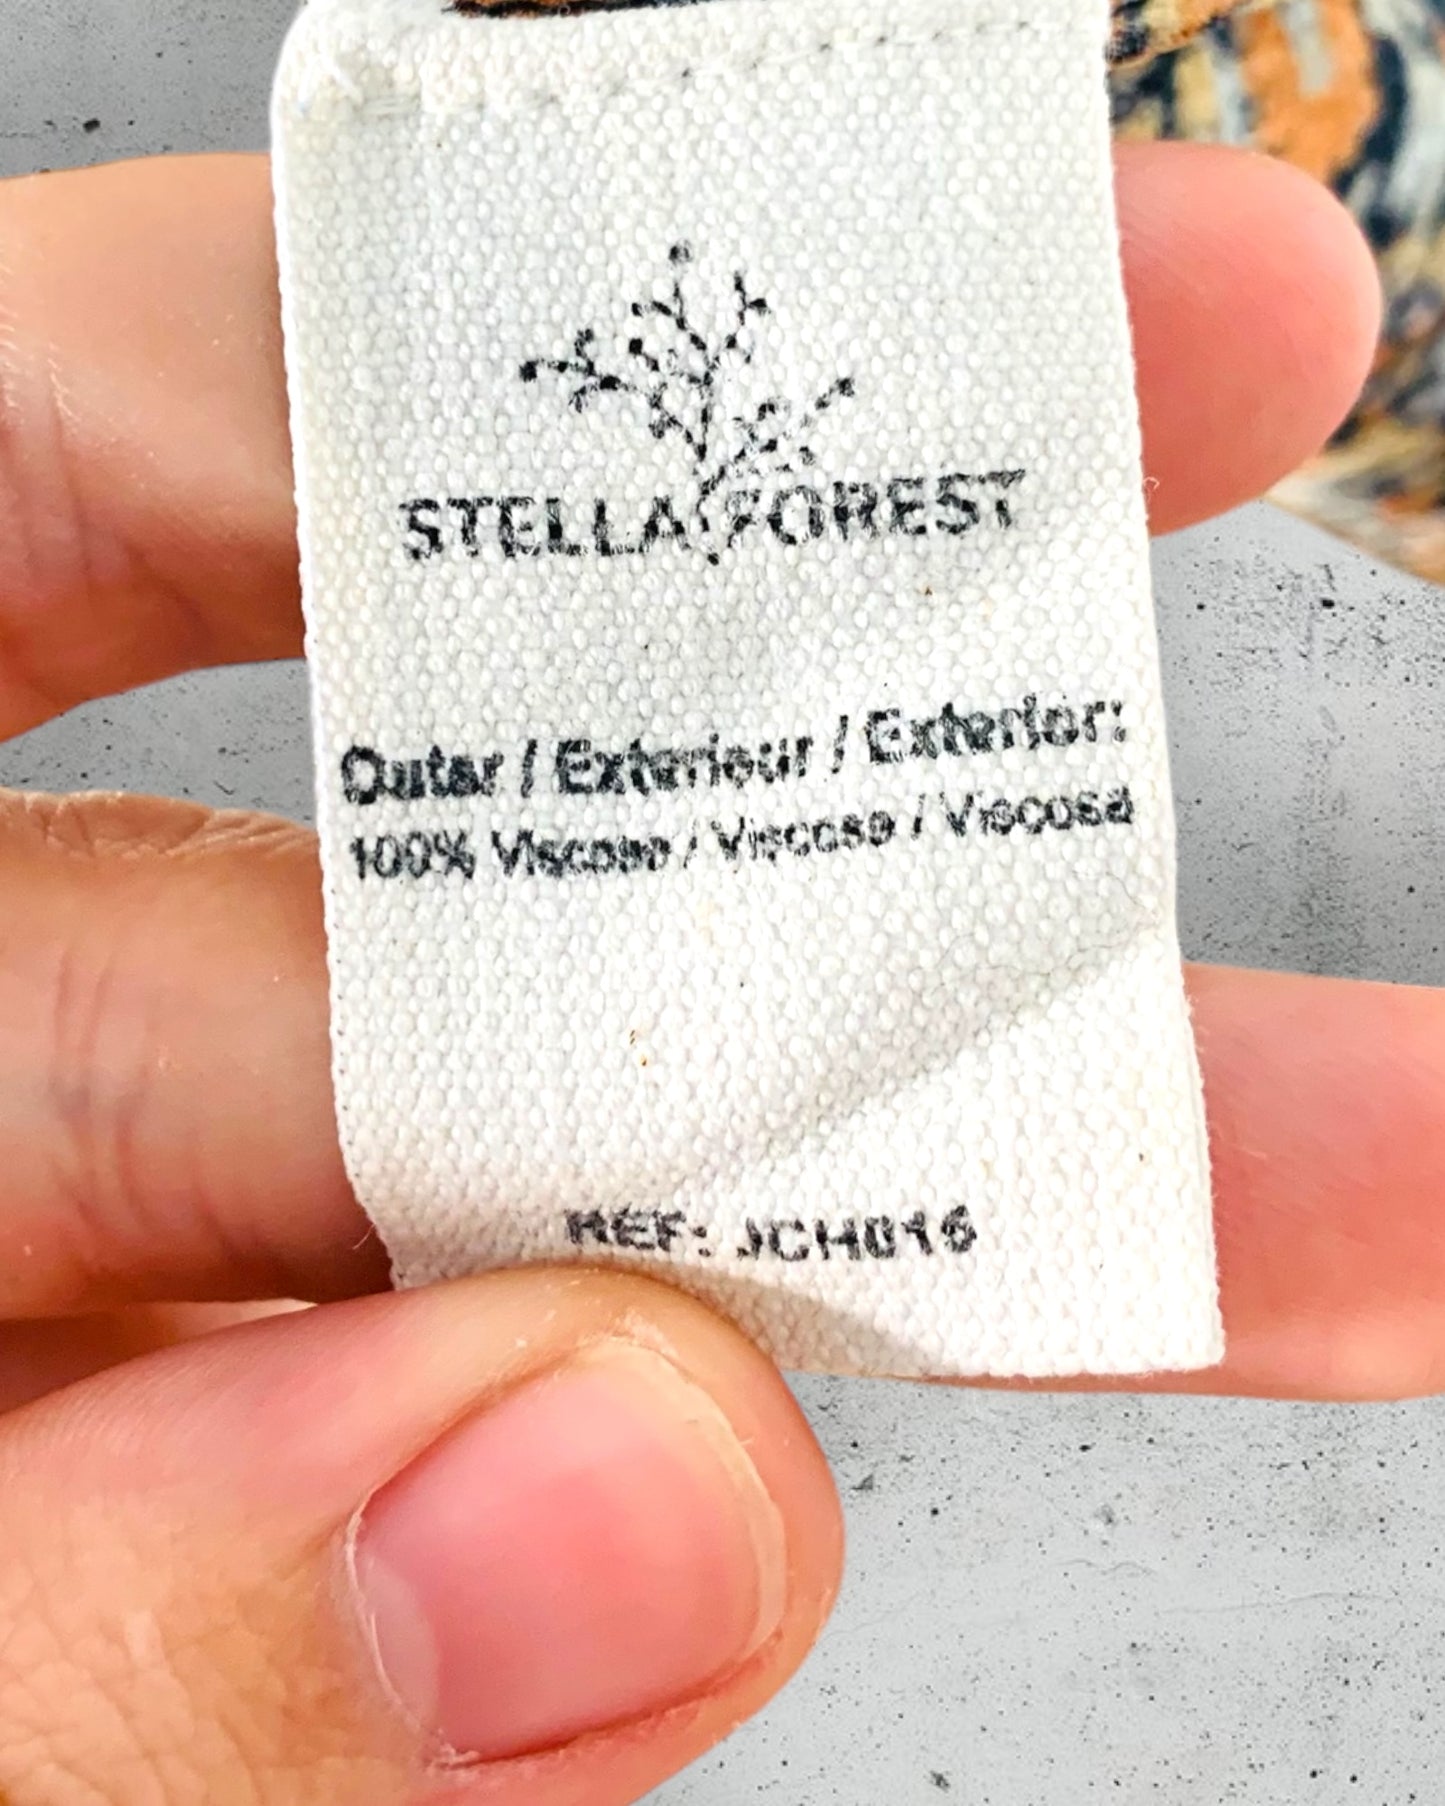 STELLA FOREST
Outer / Exterieur / Exterior:
100% Viscose / Viscose / Viscosa
REF: JCH016